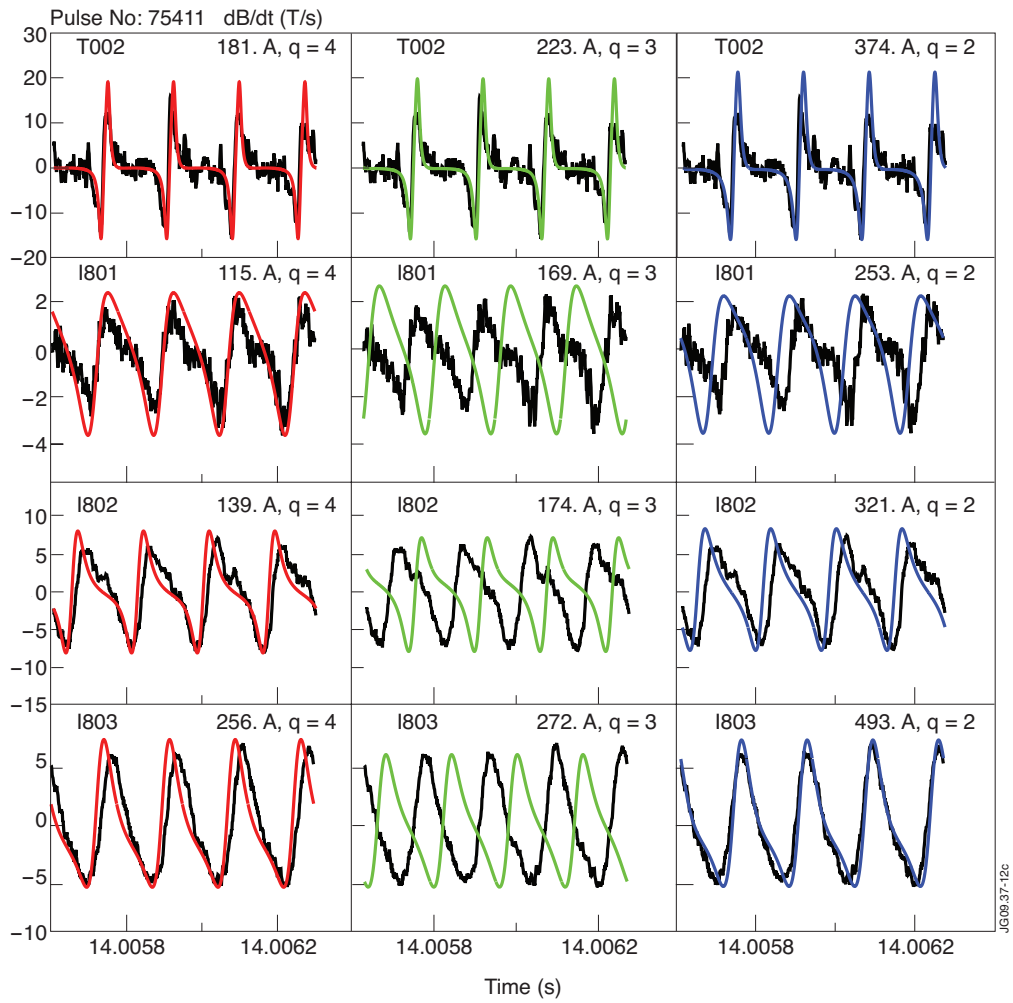 Pulse No: 75411 dB/dt (T/s)
30
20
10
0
−10
−20
T002 181. A, q = 4
T002 223. A, q = 3
T002 374. A, q = 2
2
0
−2
−4
I801 115. A, q = 4
I801 169. A, q = 3
I801 253. A, q = 2
10
5
0
−5
−10
−15
I802 139. A, q = 4
I802 174. A, q = 3
I802 321. A, q = 2
5
0
−5
−10
I803 256. A, q = 4
I803 272. A, q = 3
I803 493. A, q = 2
14.0058 14.0062 14.0058 14.0062 14.0058 14.0062
Time (s)
JG09.37-12c